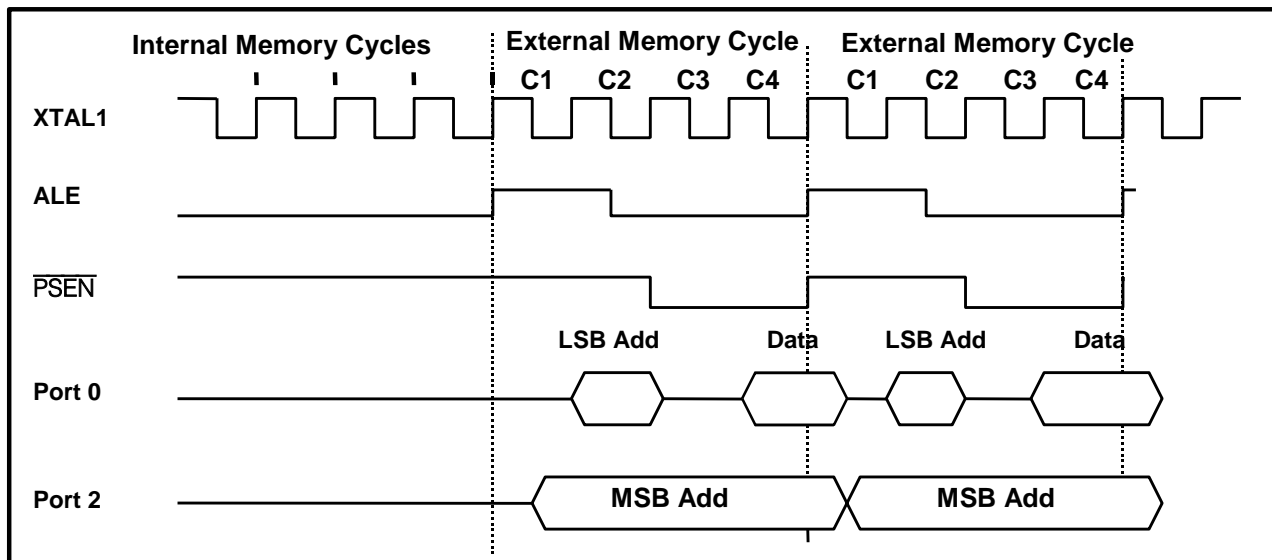 Internal Memory Cycles
External Memory Cycle
External Memory Cycle
C1 C2 C3 C4 C1 C2 C3 C4
XTAL1
ALE
PSEN
LSB Add Data LSB Add Data
Port 0
Port 2
MSB Add MSB Add